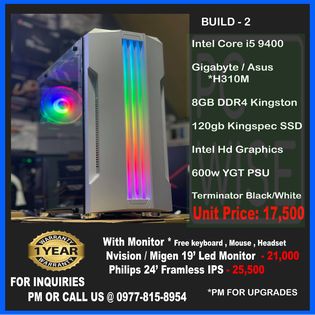 BUILD - 2
Intel Core i5 9400
Gigabyte / Asus
*H310M
8GB DDR4 Kingston
120gb Kingspec SSD
Intel Hd Graphics
600w YGT PSU
Terminator Black/White
Unit Price: 17,500
WARRANTY
1 YEAR
WARRANTY
With Monitor * Free keyboard , Mouse , Headset
Nvision / Migen 19' Led Monitor - 21,000
Philips 24' Framless IPS - 25,500
FOR INQUIRIES
PM OR CALL US @ 0977-815-8954
*PM FOR UPGRADES